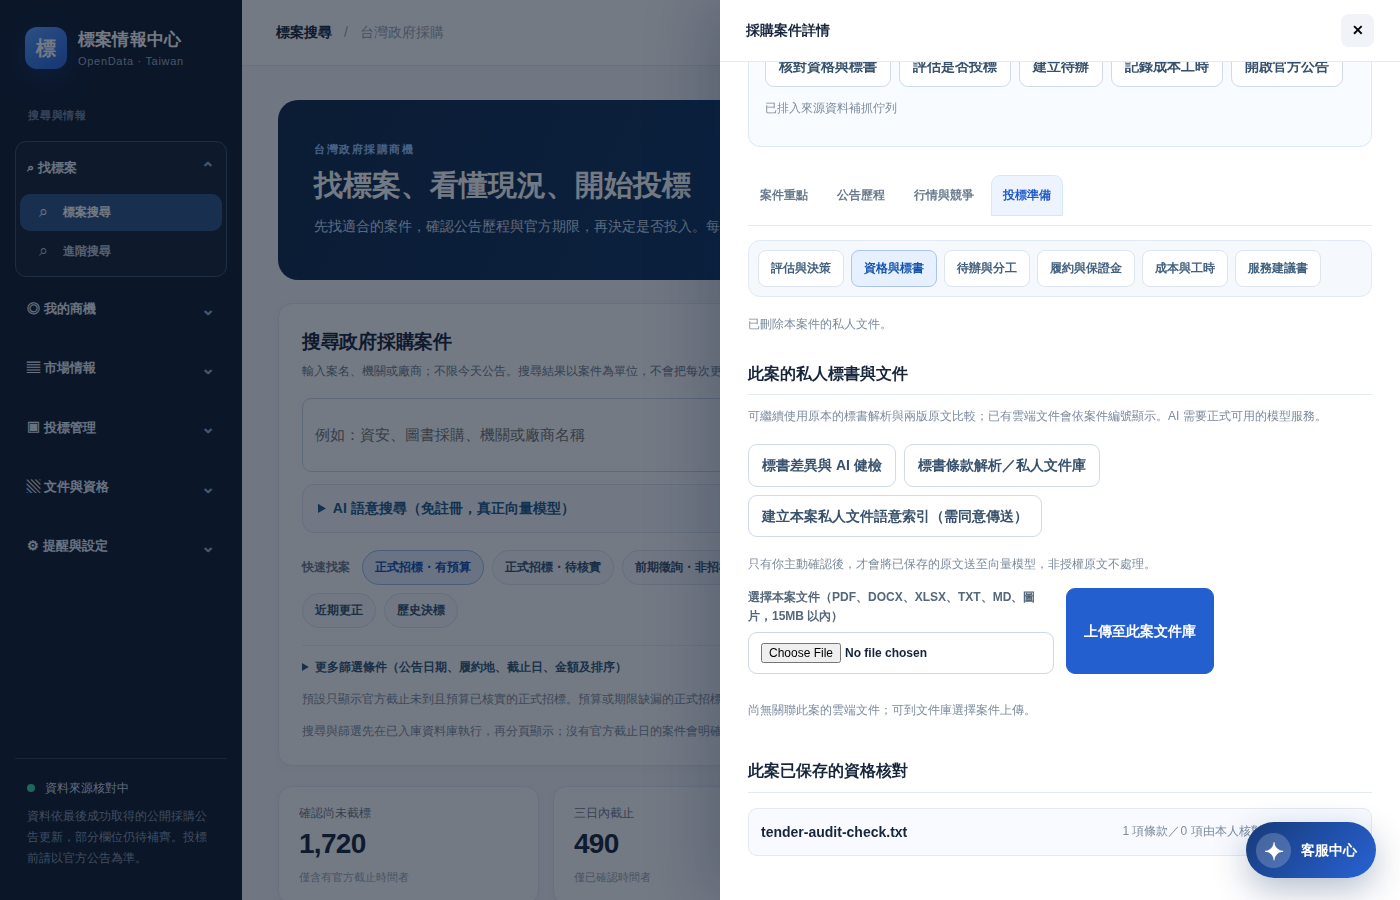 標
標案情報中心
OpenData · Taiwan
搜尋與情報
找標案
標案搜尋
進階搜尋
我的商機
市場情報
投標管理
文件與資格
提醒與設定
資料來源核對中
資料依最後成功取得的公開採購公
告更新，部分欄位仍待補齊。投標
前請以官方公告為準。
標案搜尋 / 台灣政府採購
台灣政府採購商機
找標案、看懂現況、開始投標
先找適合的案件，確認公告歷程與官方期限，再決定是否投入。每
搜尋政府採購案件
輸入案名、機關或廠商；不限今天公告。搜尋結果以案件為單位，不會把每次更
例如：資安、圖書採購、機關或廠商名稱
AI 語意搜尋（免註冊，真正向量模型）
快速找案
正式招標・有預算
正式招標・待核實
前期徵詢・非招
近期更正
歷史決標
更多篩選條件（公告日期、履約地、截止日、金額及排序）
預設只顯示官方截止未到且預算已核實的正式招標。預算或期限缺漏的正式招標
搜尋與篩選先在已入庫資料庫執行，再分頁顯示；沒有官方截止日的案件會明確
確認尚未截標
1,720
僅含有官方截止時間者
三日內截止
490
僅已確認時間者
採購案件詳情
×
核對資格與標書
評估是否投標
建立待辦
記錄成本工時
開啟官方公告
已排入來源資料補抓佇列
案件重點
公告歷程
行情與競爭
投標準備
評估與決策
資格與標書
待辦與分工
履約與保證金
成本與工時
服務建議書
已刪除本案件的私人文件。
此案的私人標書與文件
可繼續使用原本的標書解析與兩版原文比較；已有雲端文件會依案件編號顯示。AI 需要正式可用的模型服務。
標書差異與 AI 健檢
標書條款解析／私人文件庫
建立本案私人文件語意索引（需同意傳送）
只有你主動確認後，才會將已保存的原文送至向量模型，非授權原文不處理。
選擇本案文件（PDF、DOCX、XLSX、TXT、MD、圖
片，15MB 以內）
Choose File No file chosen
上傳至此案文件庫
尚無關聯此案的雲端文件；可到文件庫選擇案件上傳。
此案已保存的資格核對
tender-audit-check.txt
1 項條款／0 項由本人核
客服中心